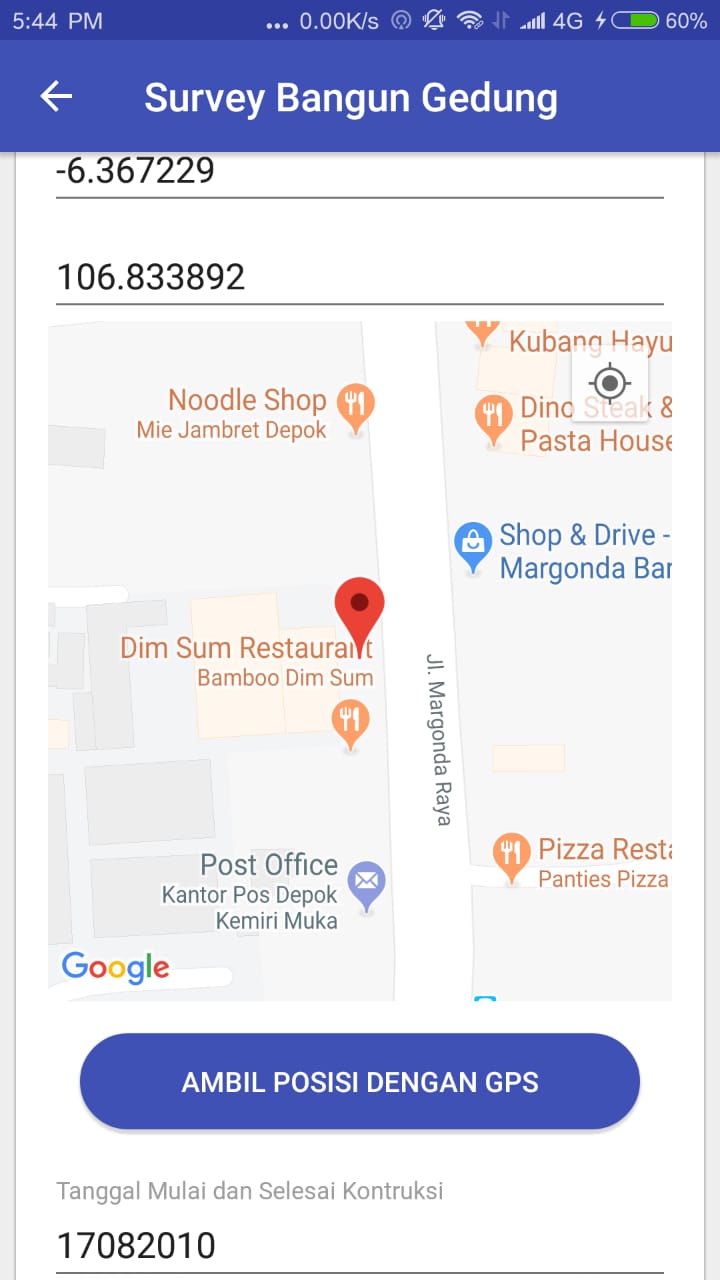 5:44 PM ... 0.00K/s 4G 60%
Survey Bangun Gedung
-6.367229
106.833892
Kubang Hayu
Noodle Shop
Mie Jambret Depok
Dino Steak &
Pasta House
Shop & Drive -
Margonda Bar
Dim Sum Restaurant
Bamboo Dim Sum
Jl. Margonda Raya
Pizza Resta
Panties Pizza
Post Office
Kantor Pos Depok
Kemiri Muka
Google
AMBIL POSISI DENGAN GPS
Tanggal Mulai dan Selesai Kontruksi
17082010